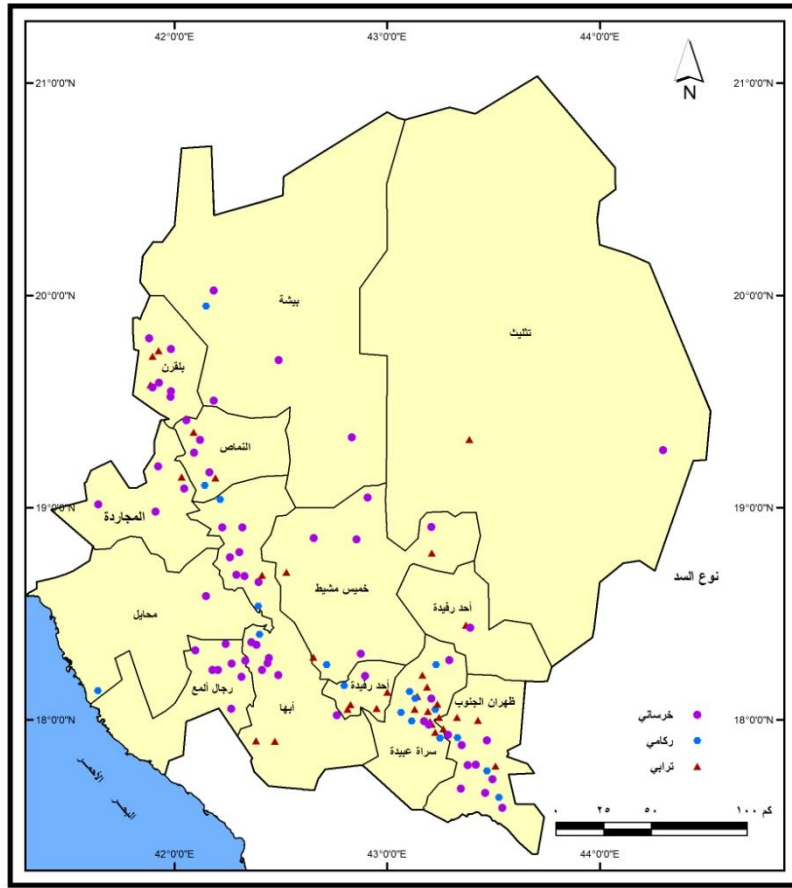 42°0'0"E 43°0'0"E 44°0'0"E
21°0'0"N 21°0'0"N
N
20°0'0"N 20°0'0"N
بيشة
تثليث
بلقرن
النماص
19°0'0"N 19°0'0"N
المجاردة
نوع السد
خميس مشيط
أحد رفيدة
محايل
رجال ألمع
أحد رفيدة
ظهران الجنوب
خرساني
18°0'0"N 18°0'0"N
أبها
ركامي
سراة عبيدة
ترابي
البحر الأحمر
٠ ٢٥ ٥٠ ١٠٠ كم
42°0'0"E 43°0'0"E 44°0'0"E